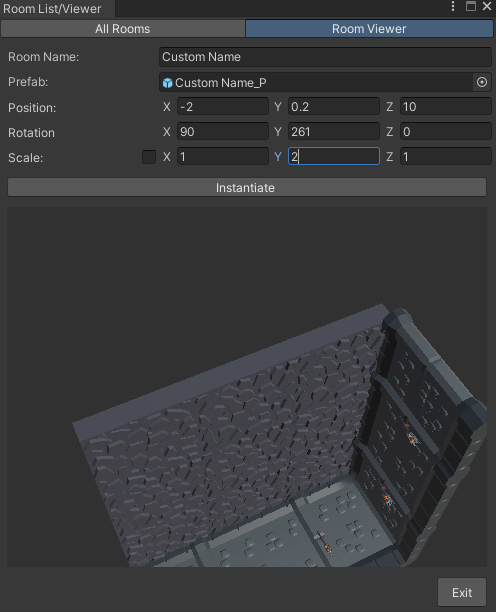 Room List/Viewer
All Rooms Room Viewer
Room Name: Custom Name
Prefab: Custom Name_P
Position: X -2 Y 0.2 Z 10
Rotation X 90 Y 261 Z 0
Scale: X 1 Y 2 Z 1
Instantiate
Exit